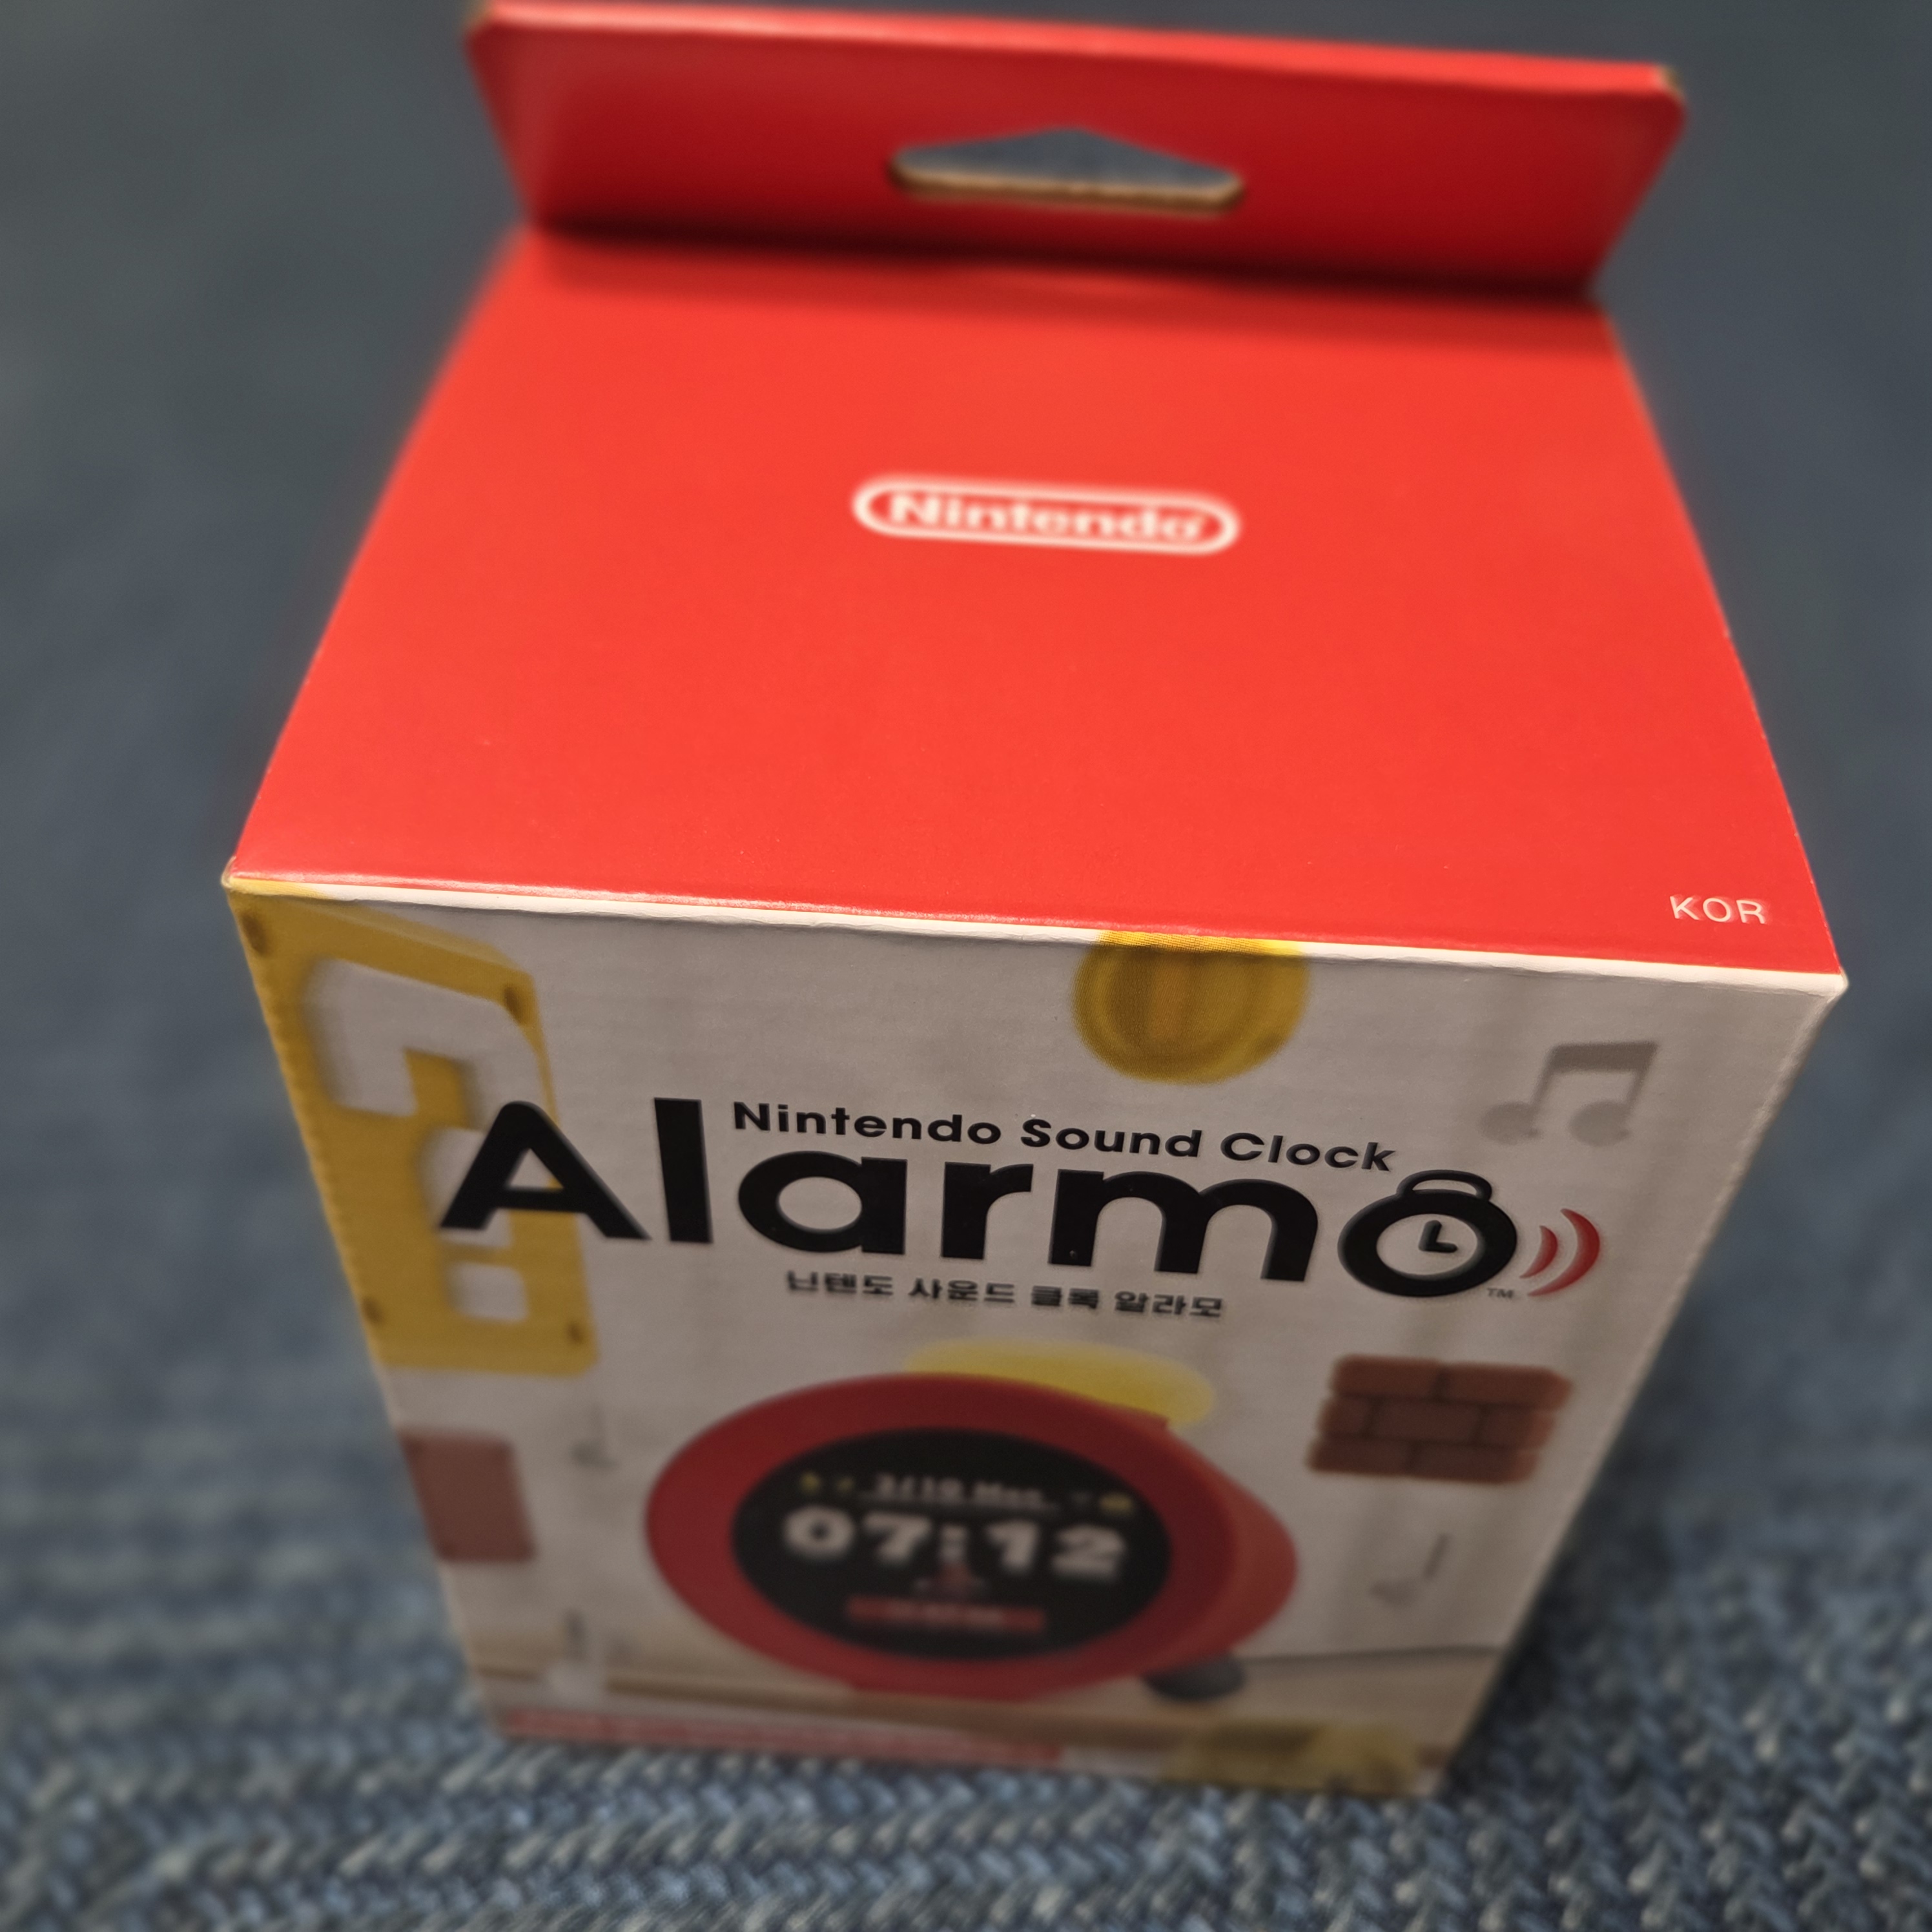 Nintendo
KOR
Nintendo Sound Clock
Alarmo
TM
닌텐도 사운드 클록 알라모
07:12